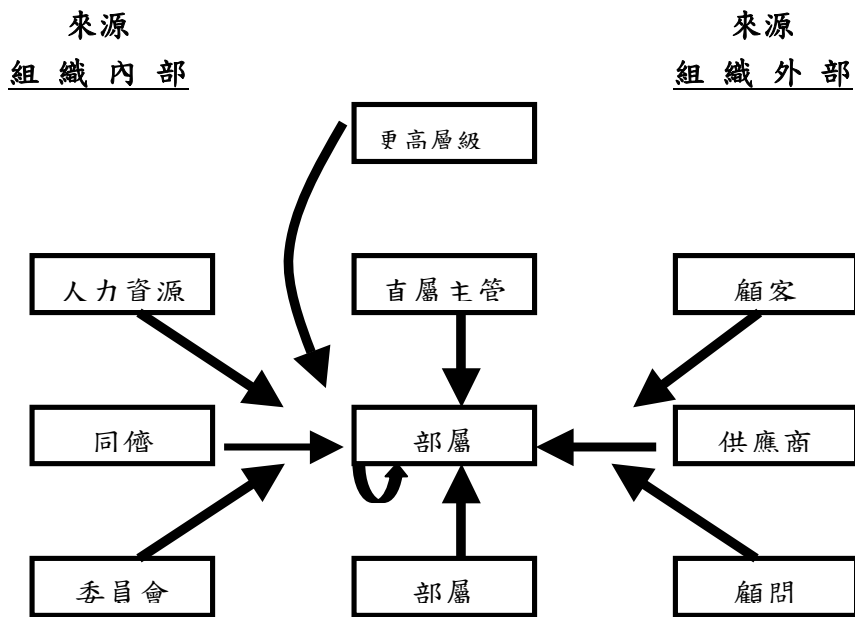 來源
組織內部
來源
組織外部
更高層級
人力資源
直屬主管
顧客
同儕
部屬
供應商
委員會
部屬
顧問